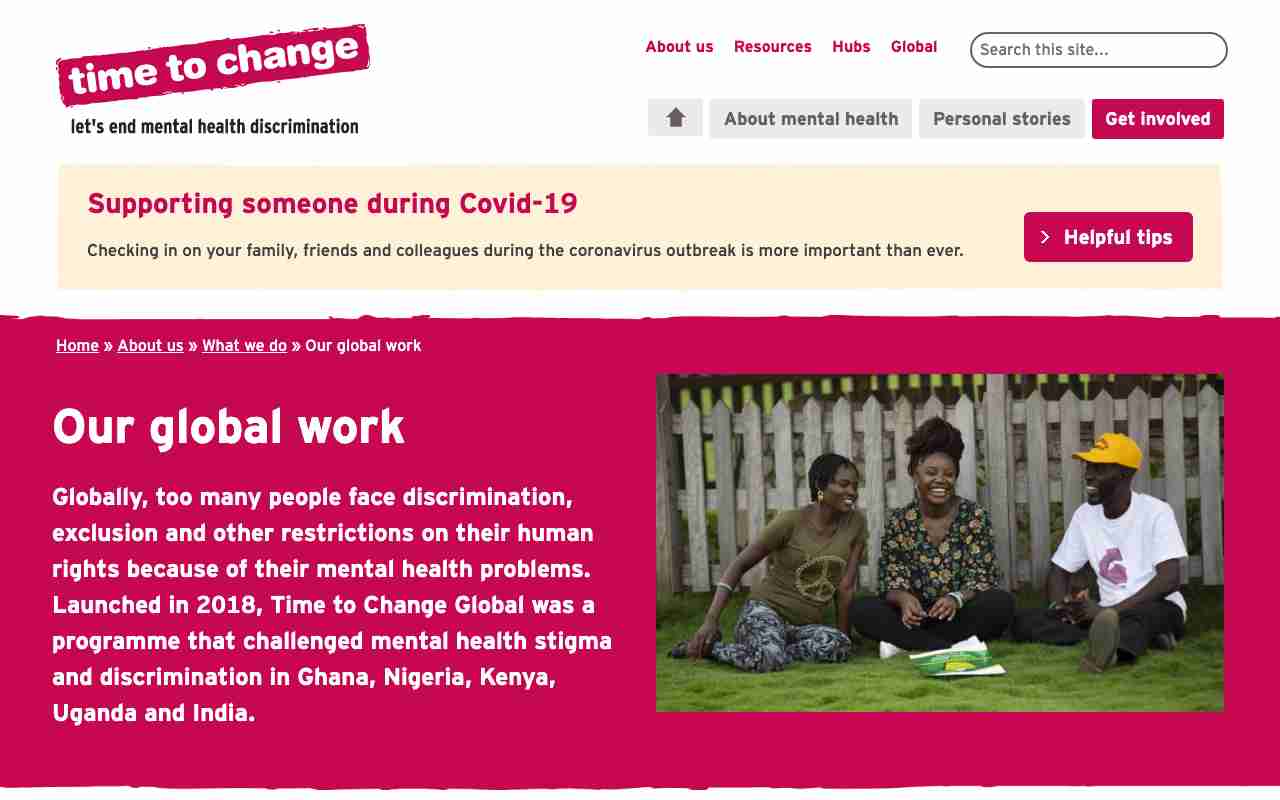 time to change
let's end mental health discrimination
About us
Resources
Hubs
Global
Search this site...
About mental health
Personal stories
Get involved
Supporting someone during Covid-19
Checking in on your family, friends and colleagues during the coronavirus outbreak is more important than ever.
Helpful tips
Home » About us » What we do » Our global work
Our global work
Globally, too many people face discrimination,
exclusion and other restrictions on their human
rights because of their mental health problems.
Launched in 2018, Time to Change Global was a
programme that challenged mental health stigma
and discrimination in Ghana, Nigeria, Kenya,
Uganda and India.